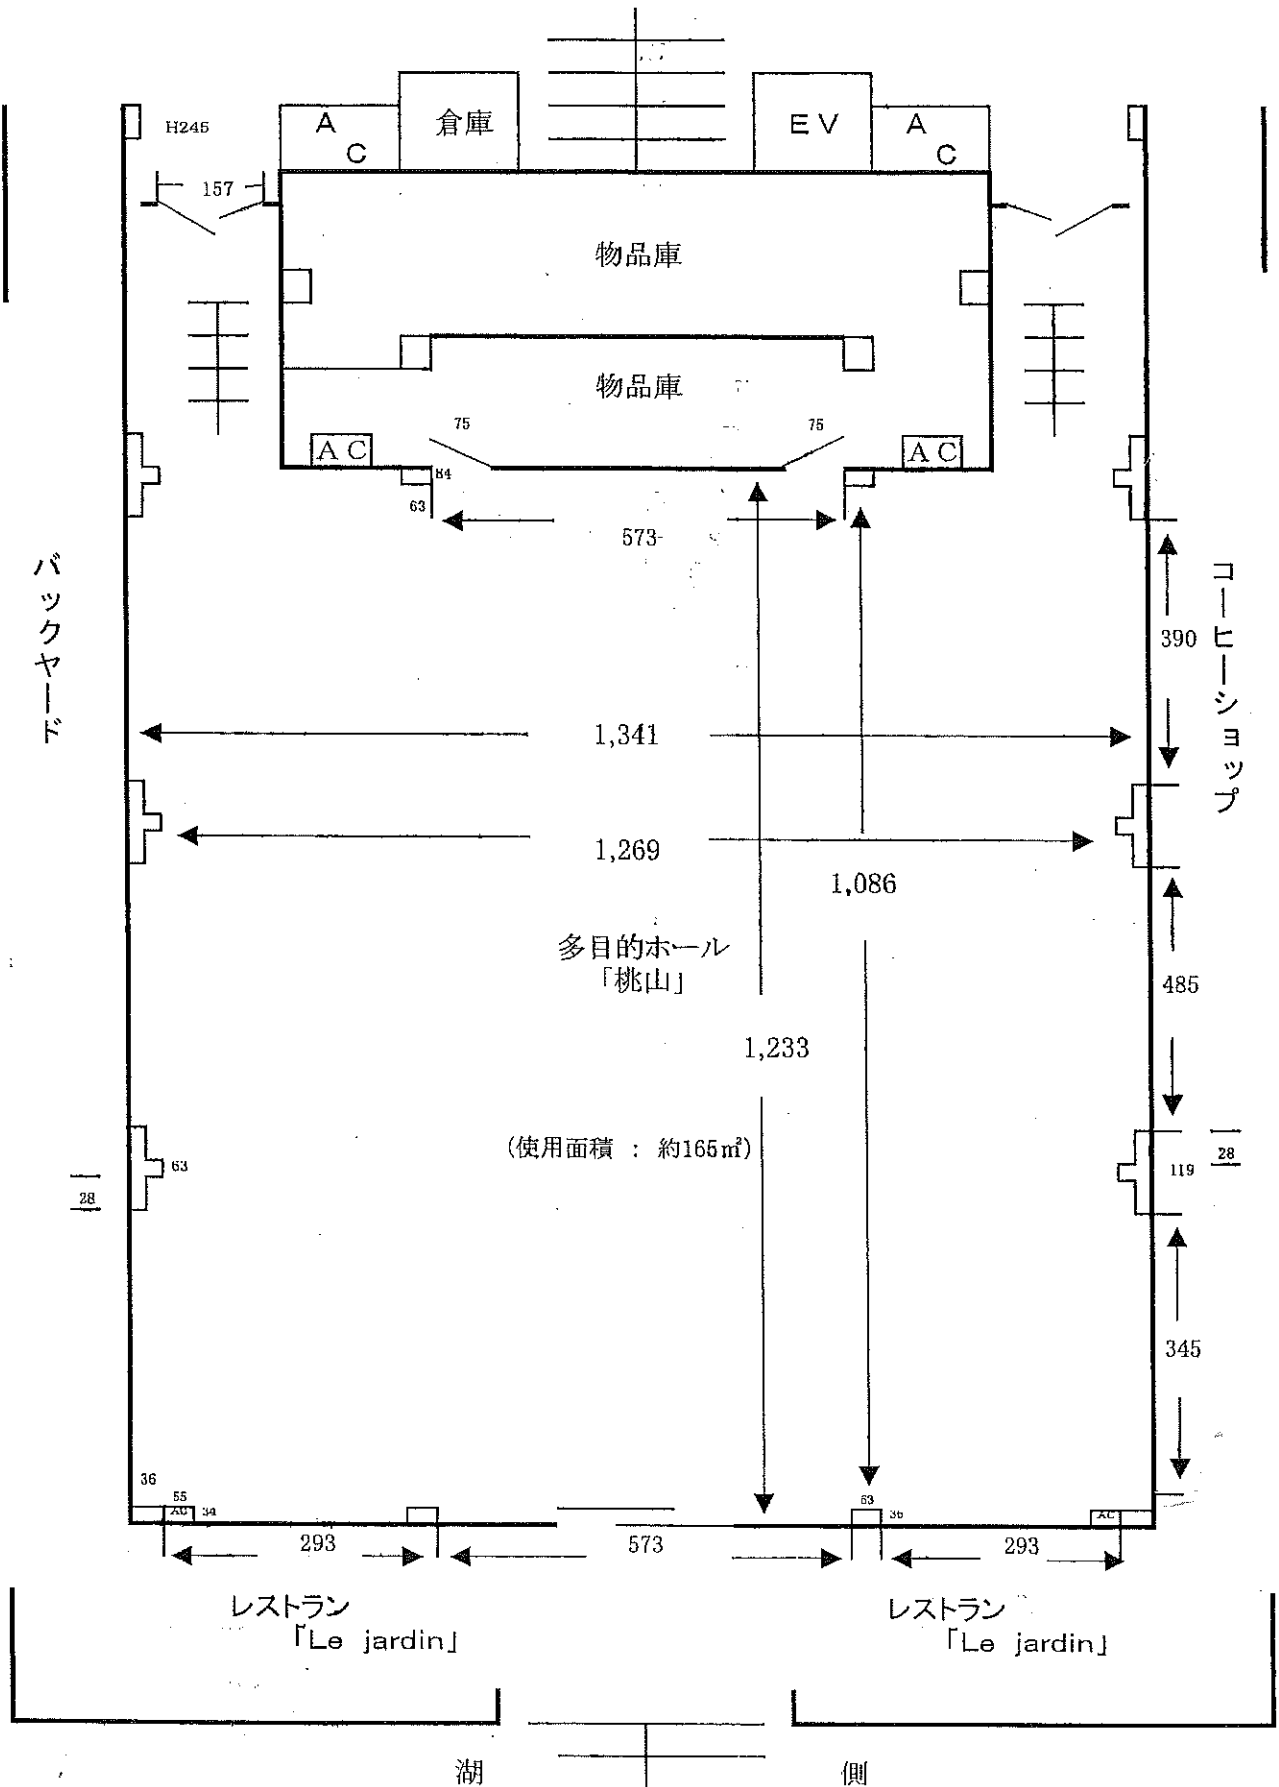 倉庫
EV
A
C
A
C
H245
157
物品庫
物品庫
75
75
AC
AC
84
63
573
バックヤード
コーヒーショップ
390
1,341
1,269
1,086
多目的ホール
「桃山」
485
1,233
(使用面積 : 約165㎡)
63
28
119
28
345
36
55
AC
34
63
36
AC
293
573
293
レストラン
「Le jardin」
レストラン
「Le jardin」
湖 側